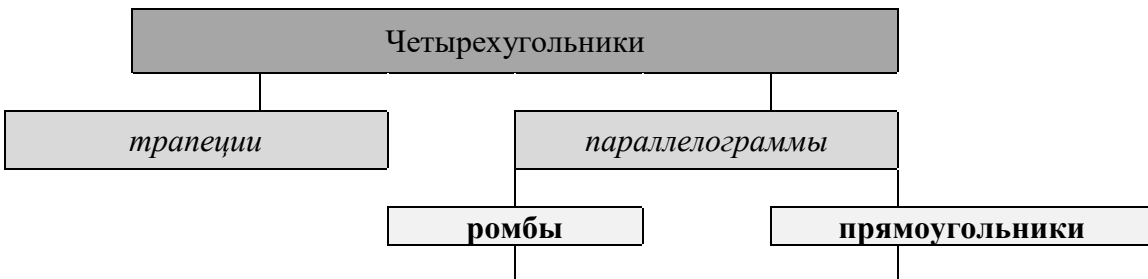 Четырехугольники
трапеции
параллелограммы
ромбы
прямоугольники